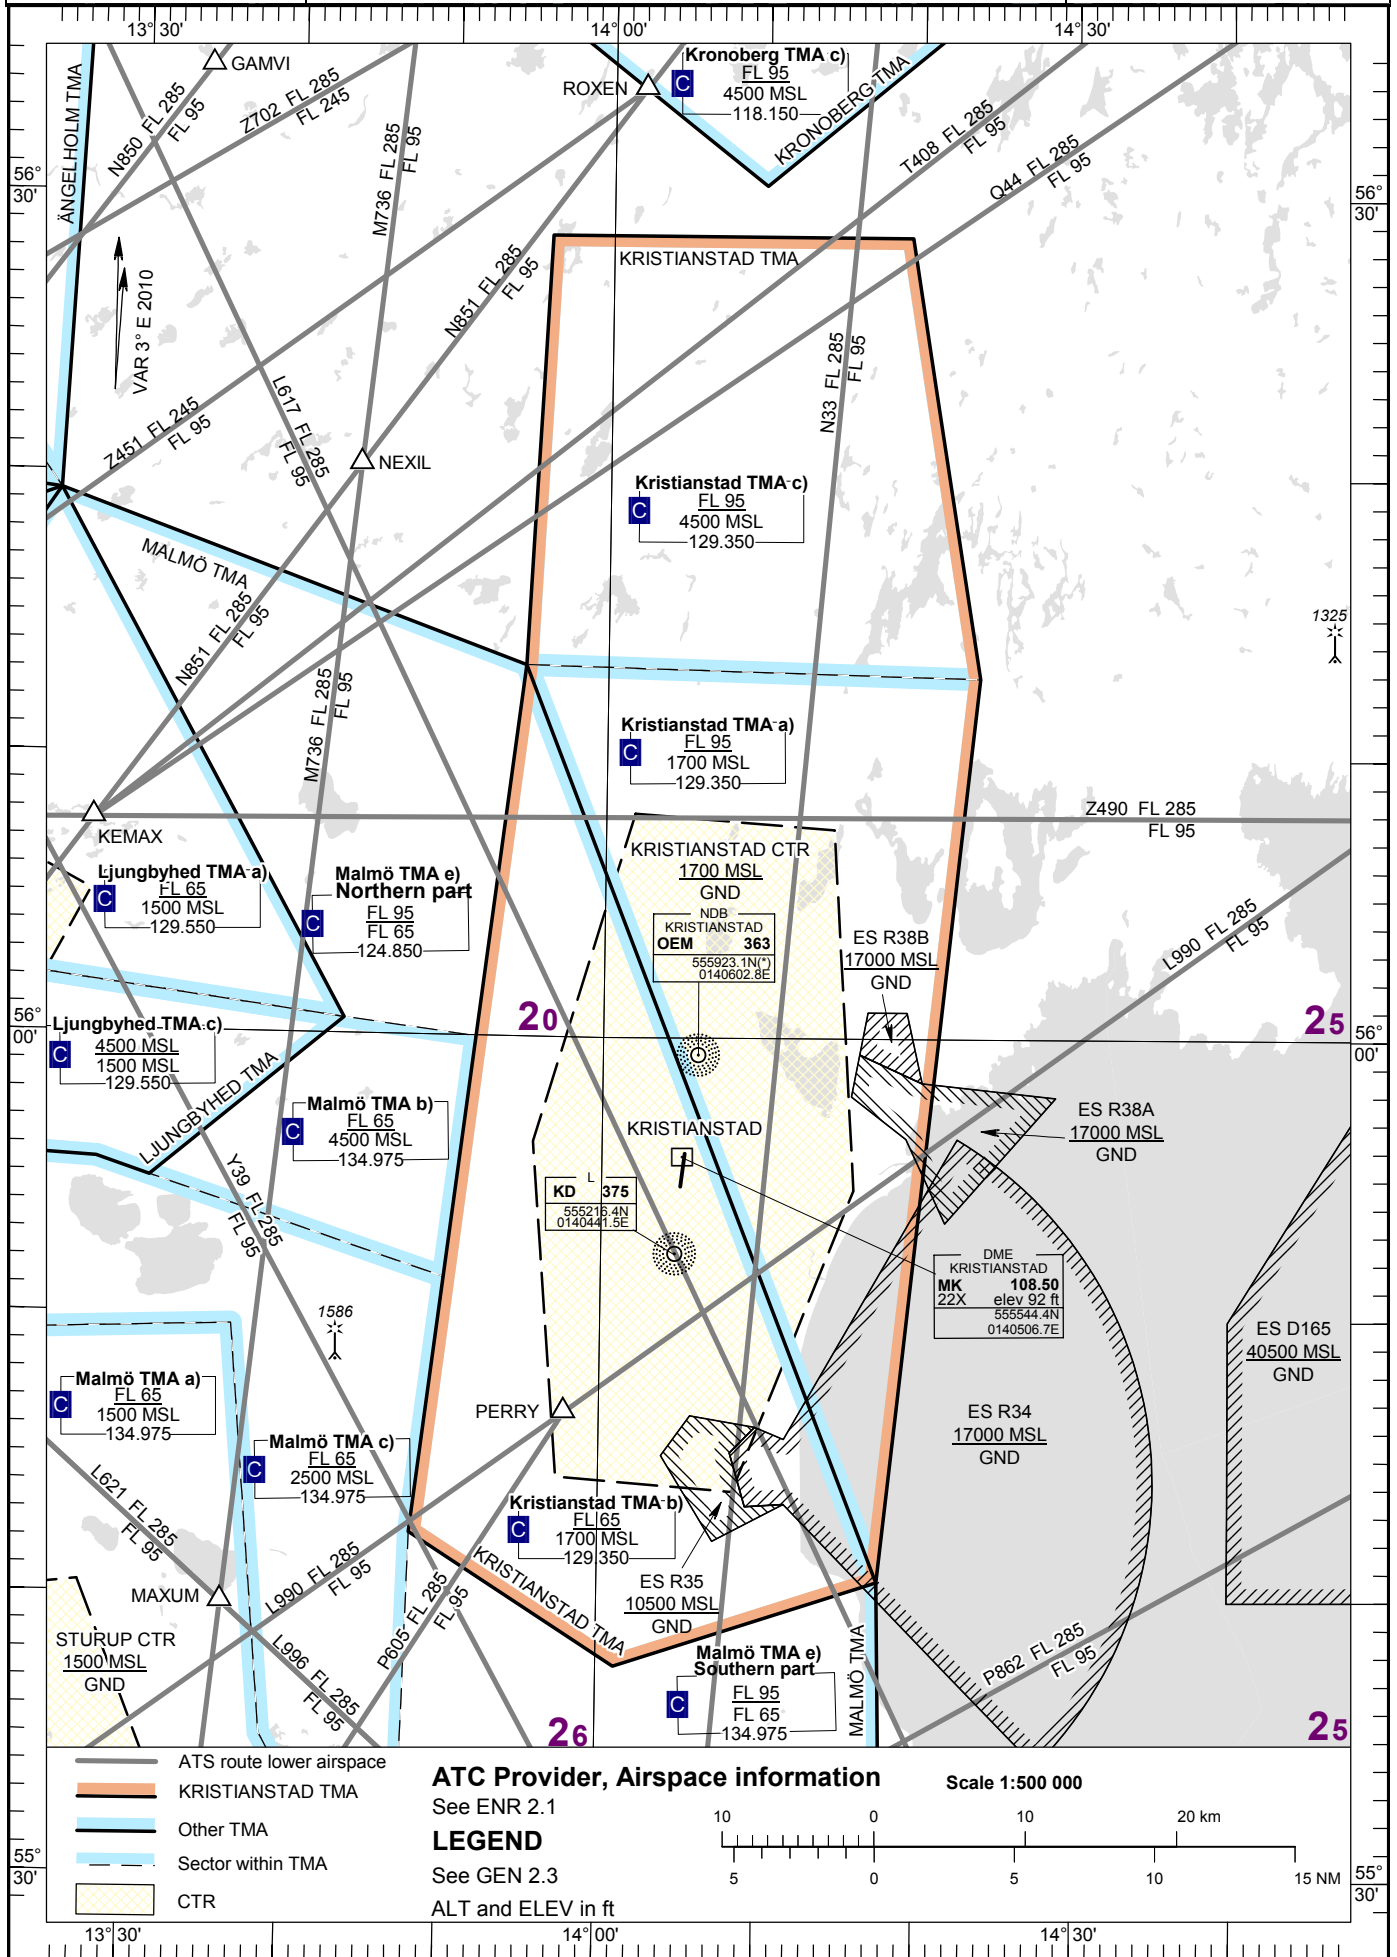 13°30'
14°00'
14°30'
GAMVI
ROXEN
Kronoberg TMA c)
C
FL 95
4500 MSL
118.150
ÄNGELHOLM TMA
N850 FL 285
FL 95
Z702 FL 285
FL 245
M736 FL 285
FL 95
KRONOBERG TMA
T408 FL 285
FL 95
Q44 FL 285
FL 95
56°
30'
56°
30'
KRISTIANSTAD TMA
VAR 3° E 2010
N851 FL 285
FL 95
N33 FL 285
FL 95
L617 FL 285
FL 95
Z451 FL 245
FL 95
NEXIL
Kristianstad TMA c)
C
FL 95
4500 MSL
129.350
MALMÖ TMA
1325
N851 FL 285
FL 95
M736 FL 285
FL 95
Kristianstad TMA a)
C
FL 95
1700 MSL
129.350
KEMAX
Z490 FL 285
FL 95
KRISTIANSTAD CTR
1700 MSL
GND
Ljungbyhed TMA a)
C
FL 65
1500 MSL
129.550
Malmö TMA e)
Northern part
C
FL 95
FL 65
124.850
NDB
KRISTIANSTAD
OEM 363
555923.1N(*)
0140602.8E
ES R38B
17000 MSL
GND
L990 FL 285
FL 95
20
25
56°
00'
56°
00'
Ljungbyhed TMA c)
C
4500 MSL
1500 MSL
129.550
LJUNGBYHED TMA
Malmö TMA b)
C
FL 65
4500 MSL
134.975
KRISTIANSTAD
ES R38A
17000 MSL
GND
Y39 FL 285
FL 95
L
KD 375
555216.4N
0140441.5E
DME
KRISTIANSTAD
MK 108.50
22X elev 92 ft
555544.4N
0140506.7E
1586
ES D165
40500 MSL
GND
Malmö TMA a)
C
FL 65
1500 MSL
134.975
PERRY
ES R34
17000 MSL
GND
Malmö TMA c)
C
FL 65
2500 MSL
134.975
L621 FL 285
FL 95
Kristianstad TMA b)
C
FL 65
1700 MSL
129.350
KRISTIANSTAD TMA
ES R35
10500 MSL
GND
MAXUM
L990 FL 285
FL 95
P605 FL 285
FL 95
STURUP CTR
1500 MSL
GND
L996 FL 285
FL 95
Malmö TMA e)
Southern part
C
FL 95
FL 65
134.975
MALMÖ TMA
P862 FL 285
FL 95
26
25
ATS route lower airspace
KRISTIANSTAD TMA
Other TMA
Sector within TMA
CTR
ATC Provider, Airspace information
See ENR 2.1
LEGEND
See GEN 2.3
ALT and ELEV in ft
Scale 1:500 000
10 0 10 20 km
5 0 5 10 15 NM
55°
30'
55°
30'
13°30'
14°00'
14°30'